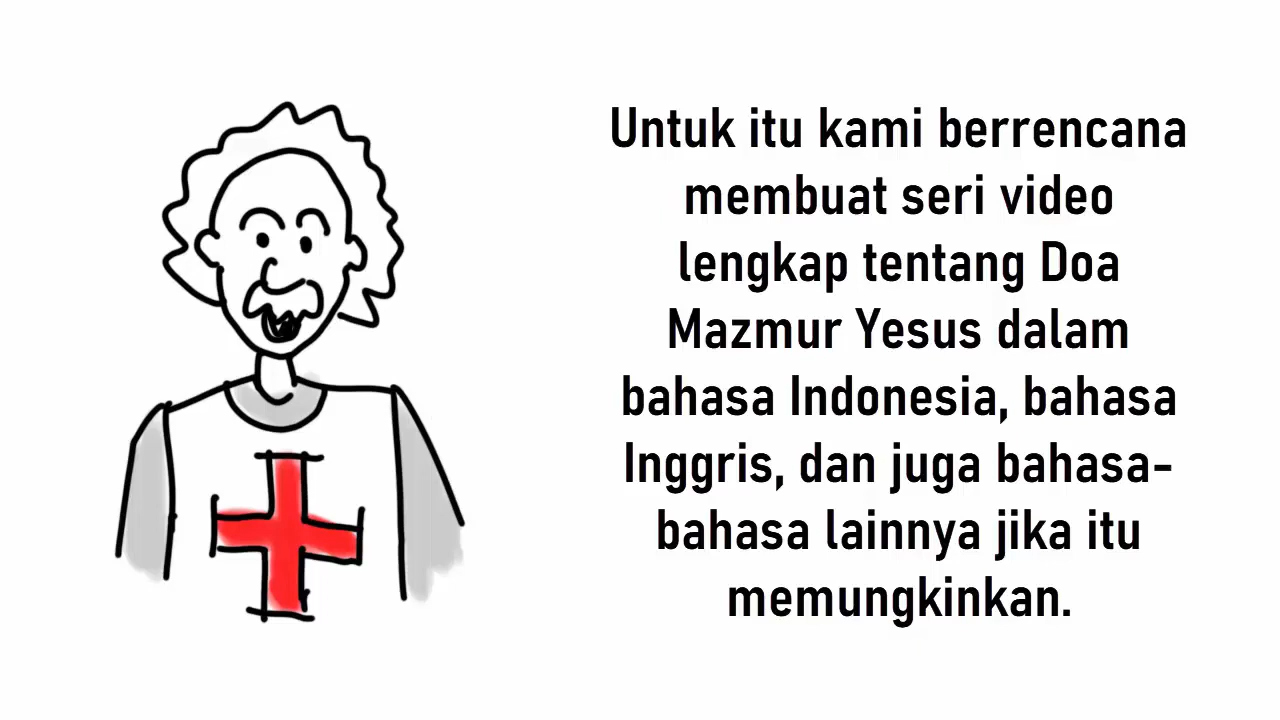 Untuk itu kami berrencana
membuat seri video
lengkap tentang Doa
Mazmur Yesus dalam
bahasa Indonesia, bahasa
Inggris, dan juga bahasa-
bahasa lainnya jika itu
memungkinkan.